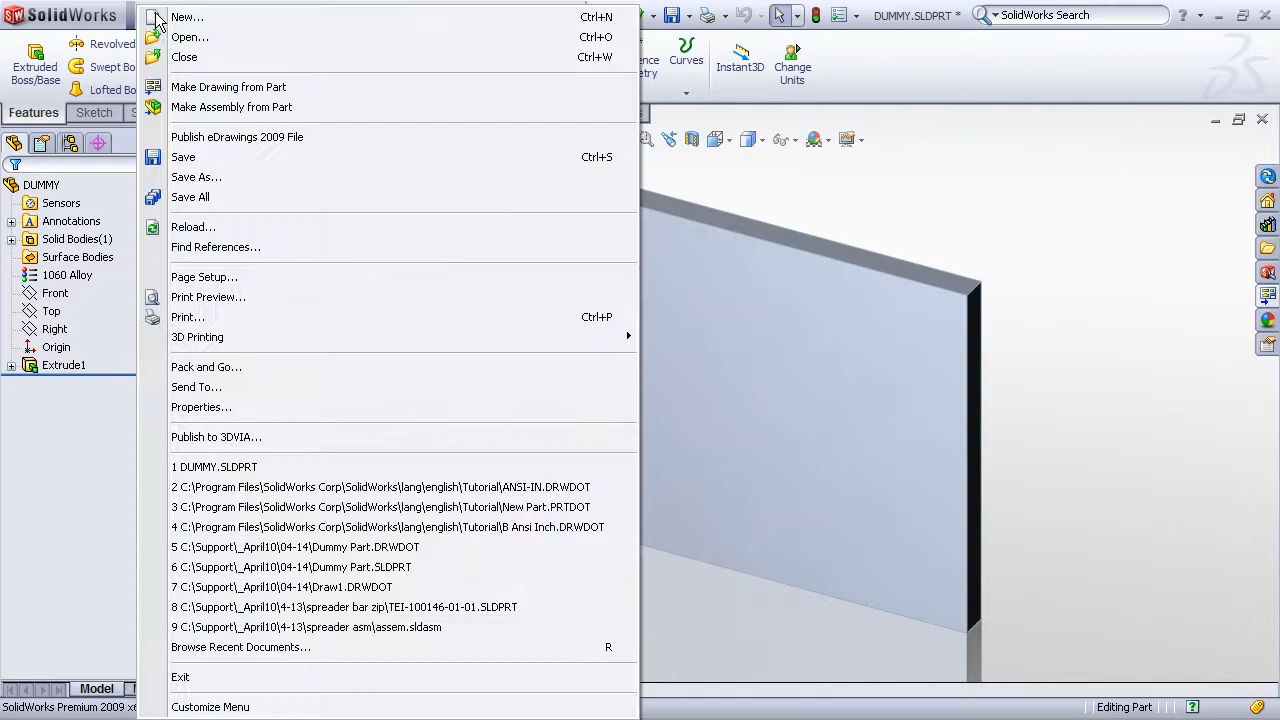 SolidWorks
DUMMY.SLDPRT *
SolidWorks Search
?
New... Ctrl+N
Open... Ctrl+O
Close Ctrl+W
Make Drawing from Part
Make Assembly from Part
Publish eDrawings 2009 File
Save Ctrl+S
Save As...
Save All
Reload...
Find References...
Page Setup...
Print Preview...
Print... Ctrl+P
3D Printing
Pack and Go...
Send To...
Properties...
Publish to 3DVIA...
1 DUMMY.SLDPRT
2 C:\Program Files\SolidWorks Corp\SolidWorks\lang\english\Tutorial\ANSI-IN.DRWDOT
3 C:\Program Files\SolidWorks Corp\SolidWorks\lang\english\Tutorial\New Part.PRTDOT
4 C:\Program Files\SolidWorks Corp\SolidWorks\lang\english\Tutorial\B Ansi Inch.DRWDOT
5 C:\Support\_April10\04-14\Dummy Part.DRWDOT
6 C:\Support\_April10\04-14\Dummy Part.SLDPRT
7 C:\Support\_April10\04-14\Draw1.DRWDOT
8 C:\Support\_April10\4-13\spreader bar zip\TEI-100146-01-01.SLDPRT
9 C:\Support\_April10\4-13\spreader asm\assem.sldasm
Browse Recent Documents... R
Exit
Customize Menu
Extruded
Boss/Base
Revolved
Swept Bo
Lofted Bo
Curves
Instant3D
Change
Units
Features Sketch
DUMMY
Sensors
Annotations
Solid Bodies(1)
Surface Bodies
1060 Alloy
Front
Top
Right
Origin
Extrude1
Model
Editing Part